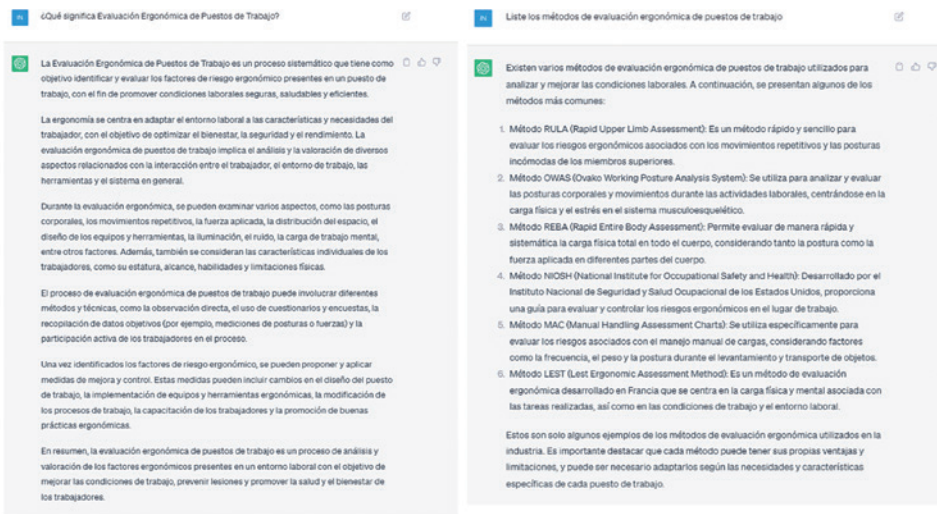 IN
¿Qué significa Evaluación Ergonómica de Puestos de Trabajo?
La Evaluación Ergonómica de Puestos de Trabajo es un proceso sistemático que tiene como
objetivo identificar y evaluar los factores de riesgo ergonómico presentes en un puesto de
trabajo, con el fin de promover condiciones laborales seguras, saludables y eficientes.
La ergonomía se centra en adaptar el entorno laboral a las características y necesidades del
trabajador, con el objetivo de optimizar el bienestar, la seguridad y el rendimiento. La
evaluación ergonómica de puestos de trabajo implica el análisis y la valoración de diversos
aspectos relacionados con la interacción entre el trabajador, el entorno de trabajo, las
herramientas y el sistema en general.
Durante la evaluación ergonómica, se pueden examinar varios aspectos, como las posturas
corporales, los movimientos repetitivos, la fuerza aplicada, la distribución del espacio, el
diseño de los equipos y herramientas, la iluminación, el ruido, la carga de trabajo mental,
entre otros factores. Además, también se consideran las características individuales de los
trabajadores, como su estatura, alcance, habilidades y limitaciones físicas.
El proceso de evaluación ergonómica de puestos de trabajo puede involucrar diferentes
métodos y técnicas, como la observación directa, el uso de cuestionarios y encuestas, la
recopilación de datos objetivos (por ejemplo, mediciones de posturas o fuerzas) y la
participación activa de los trabajadores en el proceso.
Una vez identificados los factores de riesgo ergonómico, se pueden proponer y aplicar
medidas de mejora y control. Estas medidas pueden incluir cambios en el diseño del puesto
de trabajo, la implementación de equipos y herramientas ergonómicas, la modificación de
los procesos de trabajo, la capacitación de los trabajadores y la promoción de buenas
prácticas ergonómicas.
En resumen, la evaluación ergonómica de puestos de trabajo es un proceso de análisis y
valoración de los factores ergonómicos presentes en un entorno laboral con el objetivo de
mejorar las condiciones de trabajo, prevenir lesiones y promover la salud y el bienestar de
los trabajadores.
IN
Liste los métodos de evaluación ergonómica de puestos de trabajo
Existen varios métodos de evaluación ergonómica de puestos de trabajo utilizados para
analizar y mejorar las condiciones laborales. A continuación, se presentan algunos de los
métodos más comunes:
1. Método RULA (Rapid Upper Limb Assessment): Es un método rápido y sencillo para
evaluar los riesgos ergonómicos asociados con los movimientos repetitivos y las posturas
incómodas de los miembros superiores.
2. Método OWAS (Ovako Working Posture Analysis System): Se utiliza para analizar y evaluar
las posturas corporales y movimientos durante las actividades laborales, centrándose en la
carga física y el estrés en el sistema musculoesquelético.
3. Método REBA (Rapid Entire Body Assessment): Permite evaluar de manera rápida y
sistemática la carga física total en todo el cuerpo, considerando tanto la postura como la
fuerza aplicada en diferentes partes del cuerpo.
4. Método NIOSH (National Institute for Occupational Safety and Health): Desarrollado por el
Instituto Nacional de Seguridad y Salud Ocupacional de los Estados Unidos, proporciona
una guía para evaluar y controlar los riesgos ergonómicos en el lugar de trabajo.
5. Método MAC (Manual Handling Assessment Charts): Se utiliza específicamente para
evaluar los riesgos asociados con el manejo manual de cargas, considerando factores
como la frecuencia, el peso y la postura durante el levantamiento y transporte de objetos.
6. Método LEST (Lest Ergonomic Assessment Method): Es un método de evaluación
ergonómica desarrollado en Francia que se centra en la carga física y mental asociada con
las tareas realizadas, así como en las condiciones de trabajo y el entorno laboral.
Estos son solo algunos ejemplos de los métodos de evaluación ergonómica utilizados en la
industria. Es importante destacar que cada método puede tener sus propias ventajas y
limitaciones, y puede ser necesario adaptarlos según las necesidades y características
específicas de cada puesto de trabajo.